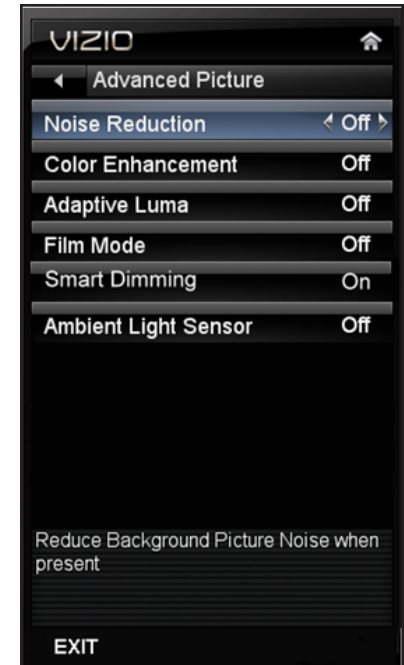 VIZIO
Advanced Picture
Noise Reduction Off
Color Enhancement Off
Adaptive Luma Off
Film Mode Off
Smart Dimming On
Ambient Light Sensor Off
Reduce Background Picture Noise when
present
EXIT